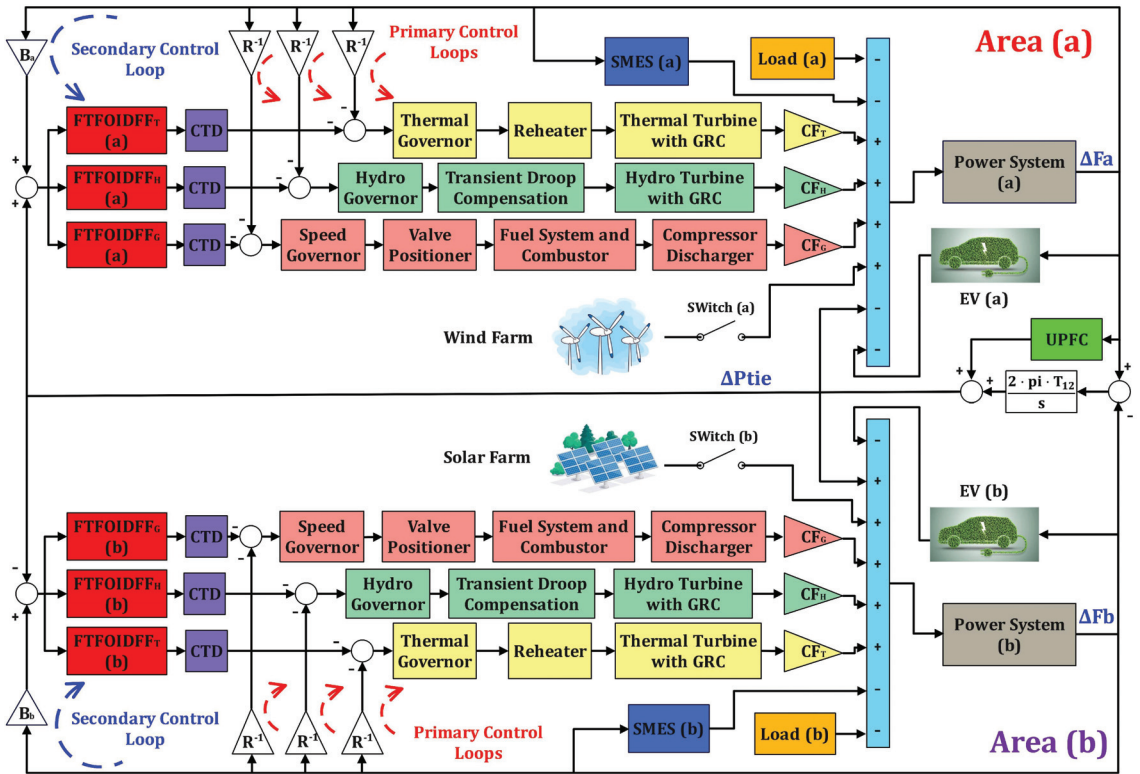 Area (a)
Secondary Control
Loop
Primary Control
Loops
Bₐ
R⁻¹
R⁻¹
R⁻¹
SMES (a)
Load (a)
-
-
FTFOIDFF_T
(a)
CTD
-
-
Thermal
Governor
Reheater
Thermal Turbine
with GRC
CF_T
+
+
+
FTFOIDFF_H
(a)
CTD
-
-
Hydro
Governor
Transient Droop
Compensation
Hydro Turbine
with GRC
CF_H
+
Power System
(a)
ΔFa
FTFOIDFF_G
(a)
CTD
-
-
Speed
Governor
Valve
Positioner
Fuel System and
Combustor
Compressor
Discharger
CF_G
+
+
-
-
Wind Farm
SWitch (a)
EV (a)
UPFC
ΔPtie
+
+
2 · pi · T₁₂
s
+
-
Solar Farm
SWitch (b)
EV (b)
-
+
+
FTFOIDFF_G
(b)
CTD
-
-
Speed
Governor
Valve
Positioner
Fuel System and
Combustor
Compressor
Discharger
CF_G
+
-
+
FTFOIDFF_H
(b)
CTD
-
-
Hydro
Governor
Transient Droop
Compensation
Hydro Turbine
with GRC
CF_H
+
Power System
(b)
ΔFb
FTFOIDFF_T
(b)
CTD
-
-
Thermal
Governor
Reheater
Thermal Turbine
with GRC
CF_T
+
-
-
B_b
Secondary Control
Loop
R⁻¹
R⁻¹
R⁻¹
Primary Control
Loops
SMES (b)
Load (b)
Area (b)